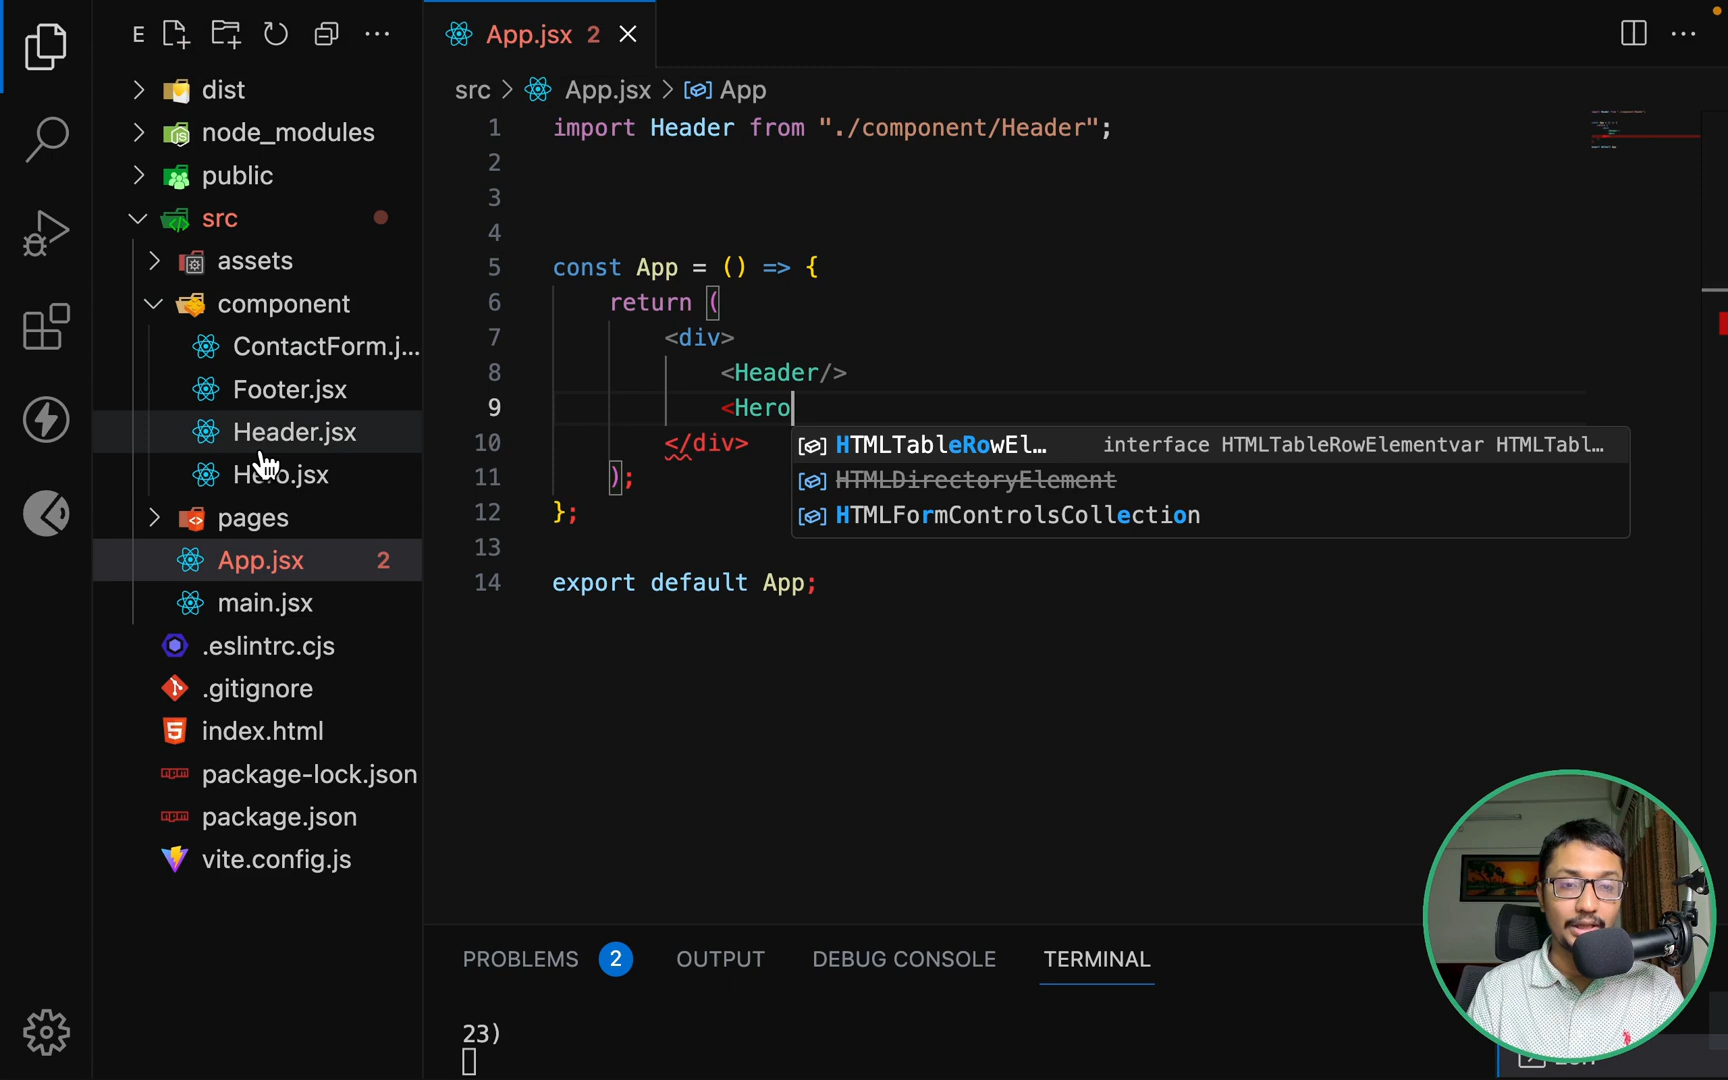 E
App.jsx 2
dist
node_modules
public
src
assets
component
ContactForm.j...
Footer.jsx
Header.jsx
Hero.jsx
pages
App.jsx 2
main.jsx
.eslintrc.cjs
.gitignore
index.html
package-lock.json
package.json
vite.config.js
src > App.jsx > App
1 import Header from "./component/Header";
2
3
4
5 const App = () => {
6 return (
7 <div>
8 <Header/>
9 <Hero
10 </div>
11 );
12 };
13
14 export default App;
HTMLTableRowEl... interface HTMLTableRowElementvar HTMLTabl...
HTMLDirectoryElement
HTMLFormControlsCollection
PROBLEMS 2 OUTPUT DEBUG CONSOLE TERMINAL
23)